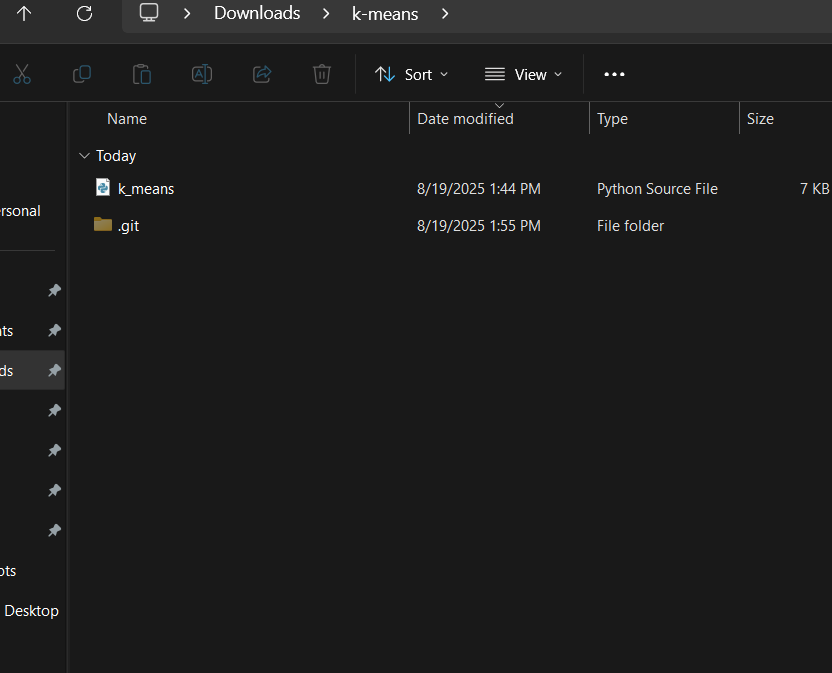 Downloads > k-means >
Sort View •••
Name Date modified Type Size
Today
k_means 8/19/2025 1:44 PM Python Source File 7 KB
.git 8/19/2025 1:55 PM File folder
ersonal
nts
ds
ots
Desktop